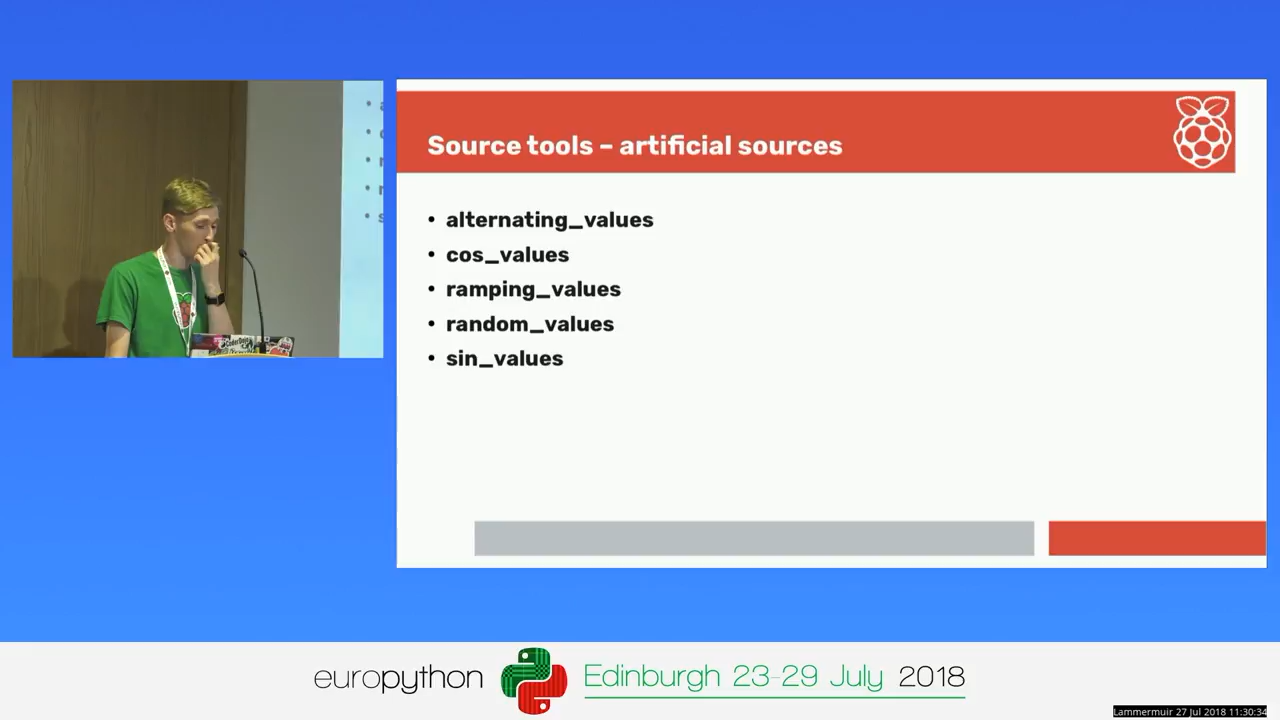 Source tools – artificial sources
• alternating_values
• cos_values
• ramping_values
• random_values
• sin_values
europython Edinburgh 23-29 July 2018
Lammermuir 27 Jul 2018 11:30:34